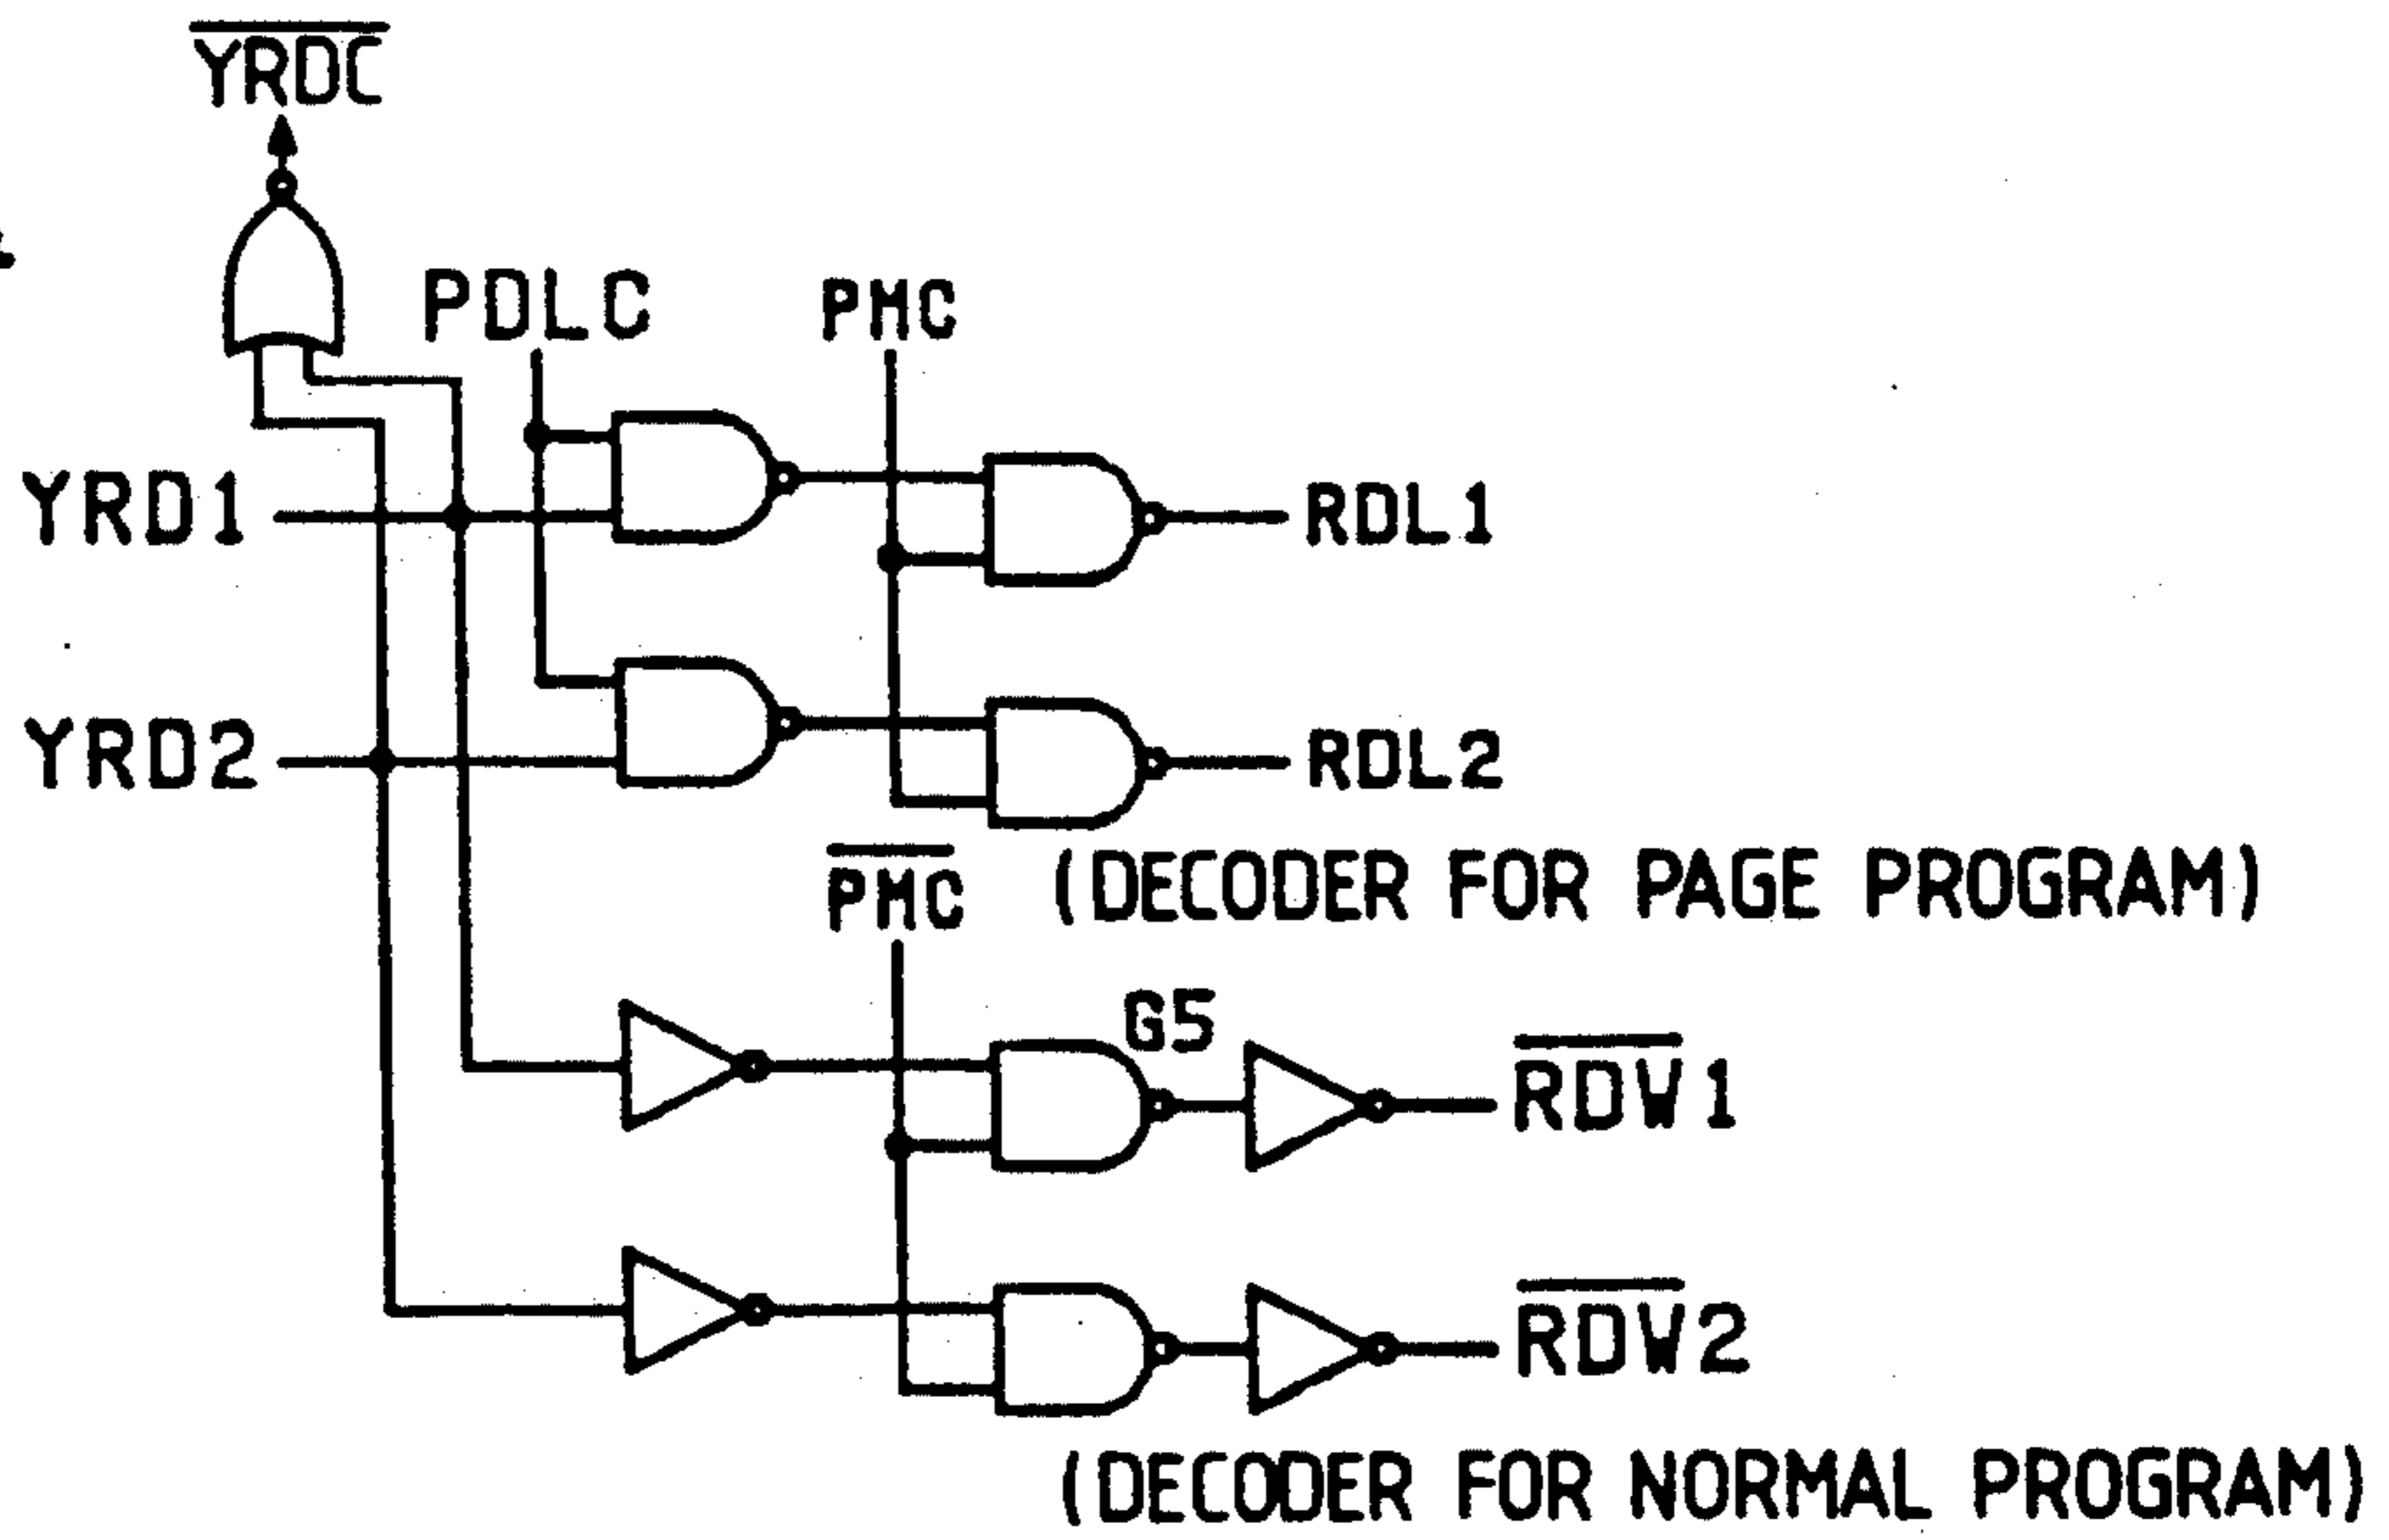 YRDC
PDLC
PMC
YRD1
RDL1
YRD2
RDL2
PMC
(DECODER FOR PAGE PROGRAM)
G5
RDW1
RDW2
(DECODER FOR NORMAL PROGRAM)